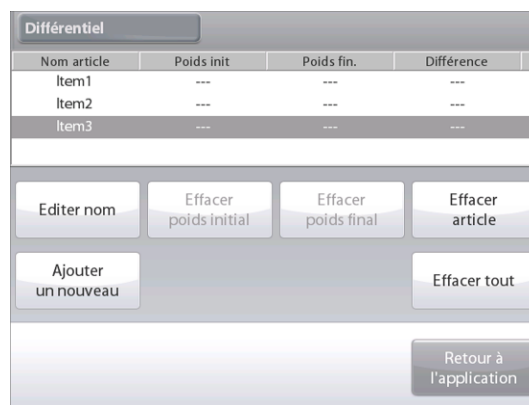 Différentiel
Nom article Poids init Poids fin. Différence
Item1 --- --- ---
Item2 --- --- ---
Item3 --- --- ---
Editer nom
Effacer
poids initial
Effacer
poids final
Effacer
article
Ajouter
un nouveau
Effacer tout
Retour à
l'application